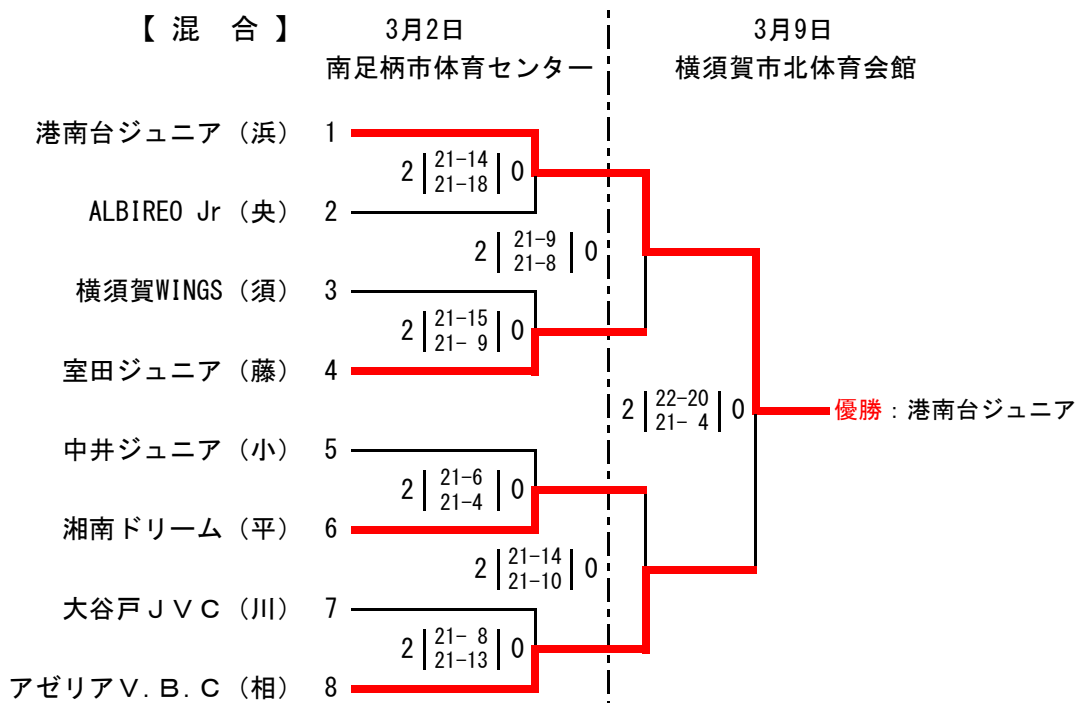 【 混　合 】
3月2日
3月9日
南足柄市体育センター
横須賀市北体育会館
港南台ジュニア（浜） 1
2 21-14 0
21-18
ALBIREO Jr（央） 2
2 21-9 0
21-8
横須賀WINGS（須） 3
2 21-15 0
21- 9
室田ジュニア（藤） 4
2 22-20 0
21- 4
優勝：港南台ジュニア
中井ジュニア（小） 5
2 21-6 0
21-4
湘南ドリーム（平） 6
2 21-14 0
21-10
大谷戸ＪＶＣ（川） 7
2 21- 8 0
21-13
アゼリアＶ.Ｂ.Ｃ（相） 8